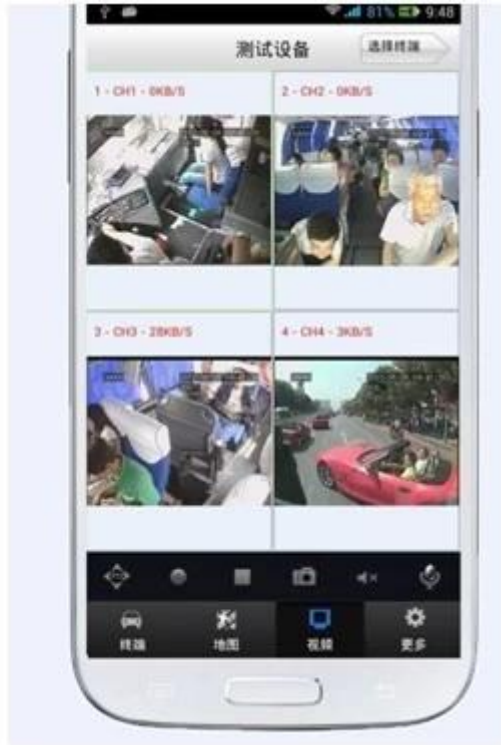 81% 9:48
测试设备 选择终端
1 - CH1 - 0KB/S 2 - CH2 - 0KB/S
3 - CH3 - 28KB/S 4 - CH4 - 3KB/S
终端 地图 视频 更多